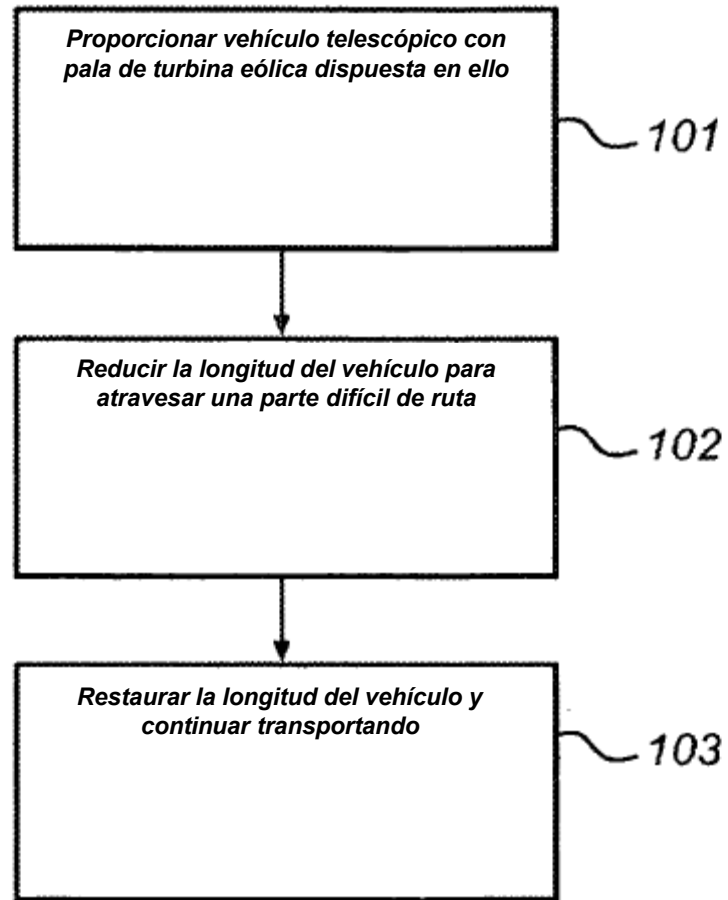 Proporcionar vehículo telescópico con
pala de turbina eólica dispuesta en ello
101
Reducir la longitud del vehículo para
atravesar una parte difícil de ruta
102
Restaurar la longitud del vehículo y
continuar transportando
103